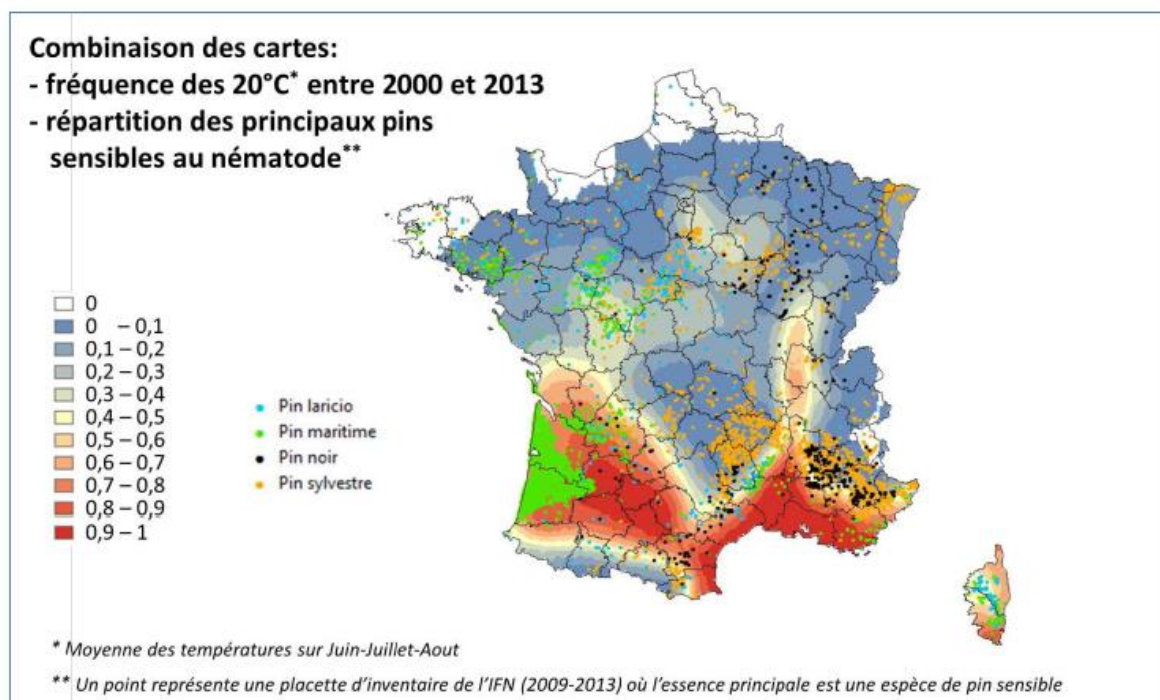 Combinaison des cartes:
- fréquence des 20°C* entre 2000 et 2013
- répartition des principaux pins
sensibles au nématode**
0
0 – 0,1
0,1 – 0,2
0,2 – 0,3
0,3 – 0,4
0,4 – 0,5
0,5 – 0,6
0,6 – 0,7
0,7 – 0,8
0,8 – 0,9
0,9 – 1
Pin laricio
Pin maritime
Pin noir
Pin sylvestre
* Moyenne des températures sur Juin-Juillet-Aout
** Un point représente une placette d'inventaire de l'IFN (2009-2013) où l'essence principale est une espèce de pin sensible